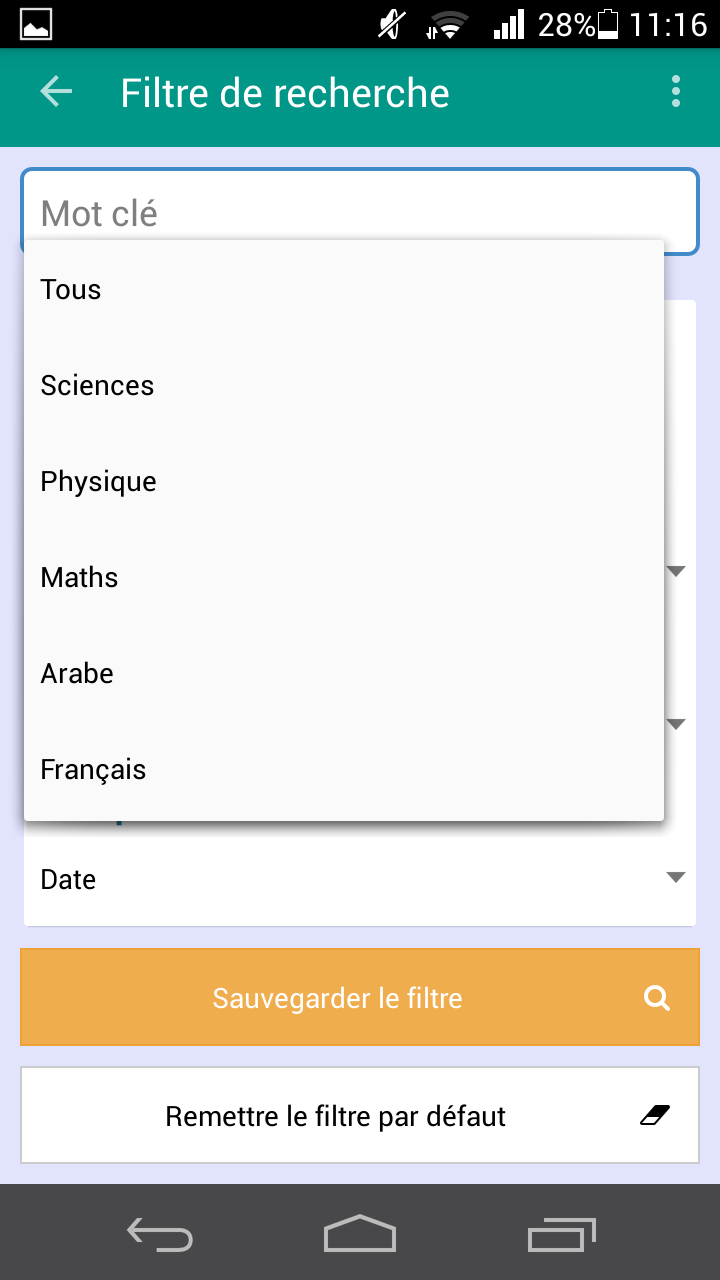 28% 11:16
Filtre de recherche
Mot clé
Tous
Sciences
Physique
Maths
Arabe
Français
Date
Sauvegarder le filtre
Remettre le filtre par défaut